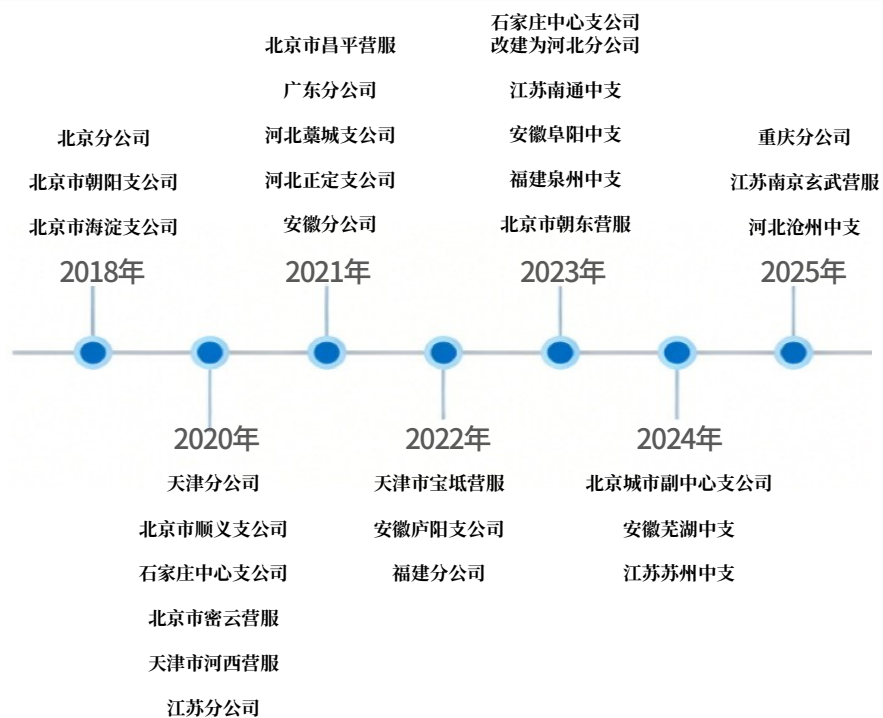 北京分公司
北京市朝阳支公司
北京市海淀支公司
2018年
天津分公司
北京市顺义支公司
石家庄中心支公司
北京市密云营服
天津市河西营服
江苏分公司
2020年
北京市昌平营服
广东分公司
河北藁城支公司
河北正定支公司
安徽分公司
2021年
2022年
天津市宝坻营服
安徽庐阳支公司
福建分公司
石家庄中心支公司
改建为河北分公司
江苏南通中支
安徽阜阳中支
福建泉州中支
北京市朝东营服
2023年
2024年
北京城市副中心支公司
安徽芜湖中支
江苏苏州中支
重庆分公司
江苏南京玄武营服
河北沧州中支
2025年